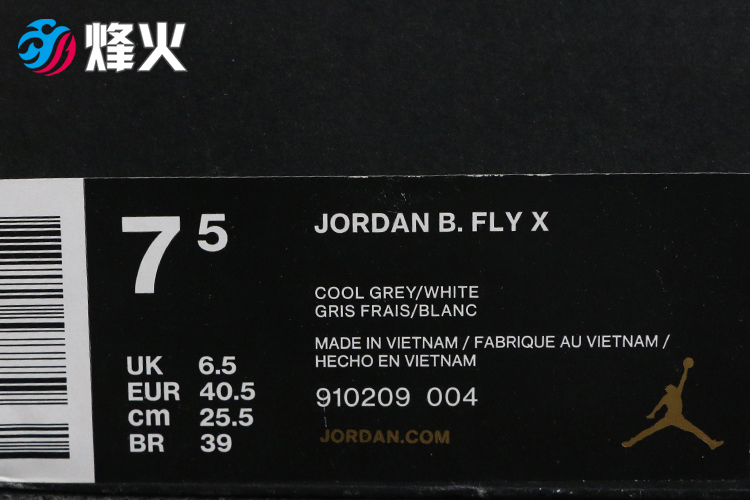 烽火
7 5
JORDAN B. FLY X
COOL GREY/WHITE
GRIS FRAIS/BLANC
MADE IN VIETNAM / FABRIQUE AU VIETNAM /
HECHO EN VIETNAM
UK 6.5
EUR 40.5
cm 25.5
BR 39
910209 004
JORDAN.COM